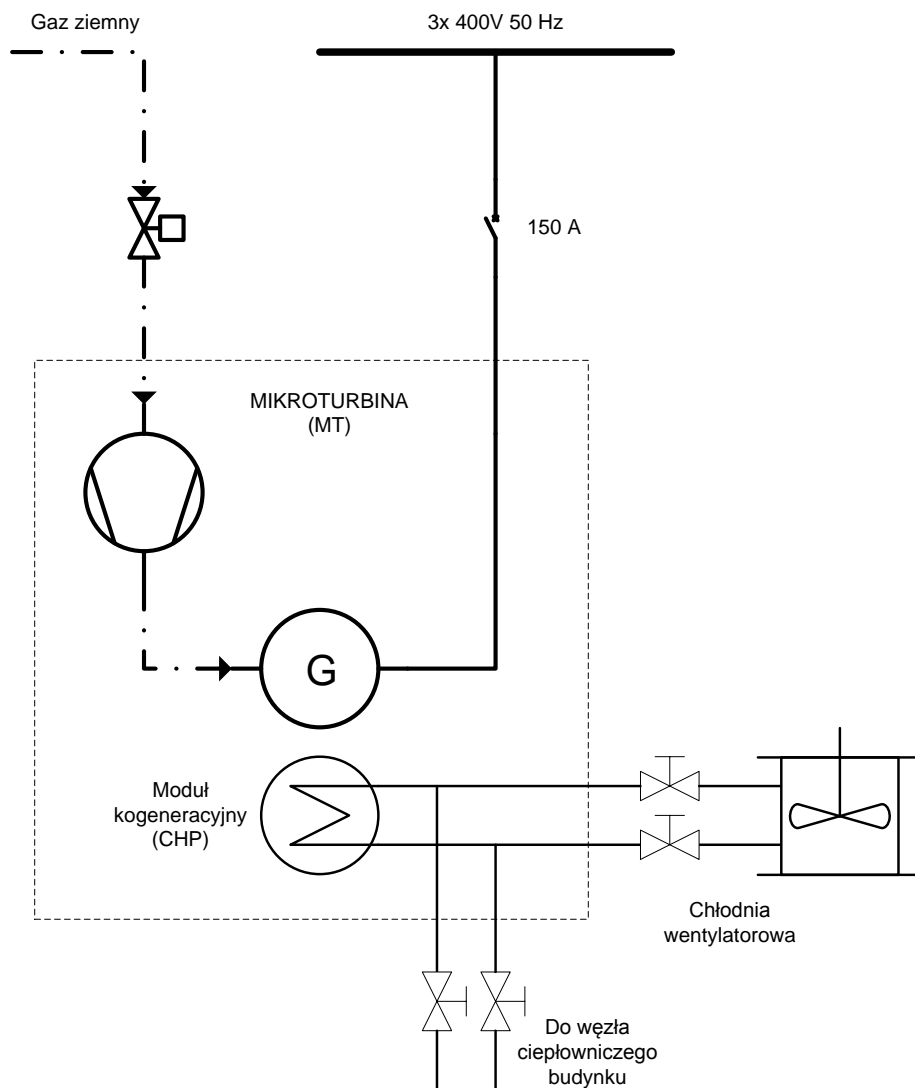 Gaz ziemny
3x 400V 50 Hz
150 A
MIKROTURBINA
(MT)
G
Moduł
kogeneracyjny
(CHP)
Chłodnia
wentylatorowa
Do węzła
ciepłowniczego
budynku